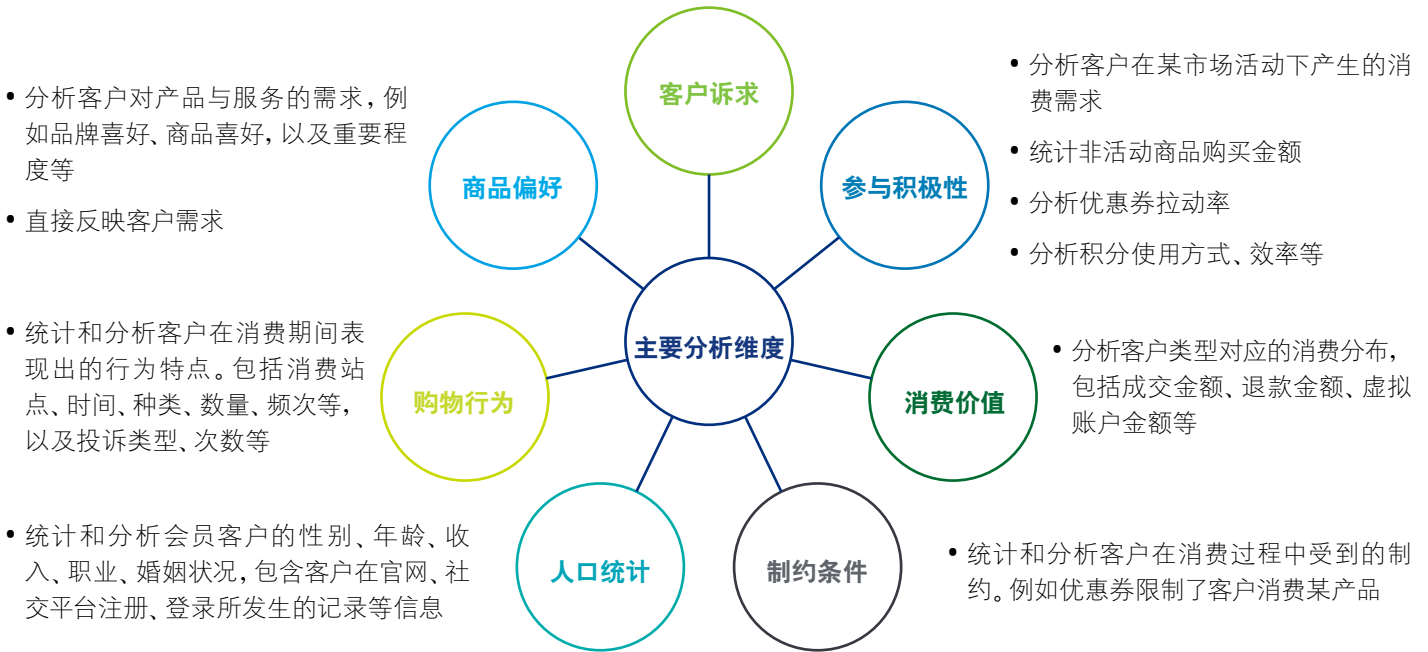 客户诉求
• 分析客户对产品与服务的需求，例
如品牌喜好、商品喜好，以及重要程
度等
• 直接反映客户需求
商品偏好
参与积极性
• 分析客户在某市场活动下产生的消
费需求
• 统计非活动商品购买金额
• 分析优惠券拉动率
• 分析积分使用方式、效率等
主要分析维度
• 统计和分析客户在消费期间表
现出的行为特点。包括消费站
点、时间、种类、数量、频次等，
以及投诉类型、次数等
购物行为
消费价值
• 分析客户类型对应的消费分布，
包括成交金额、退款金额、虚拟
账户金额等
• 统计和分析会员客户的性别、年龄、收
入、职业、婚姻状况，包含客户在官网、社
交平台注册、登录所发生的记录等信息
人口统计
制约条件
• 统计和分析客户在消费过程中受到的制
约。例如优惠券限制了客户消费某产品